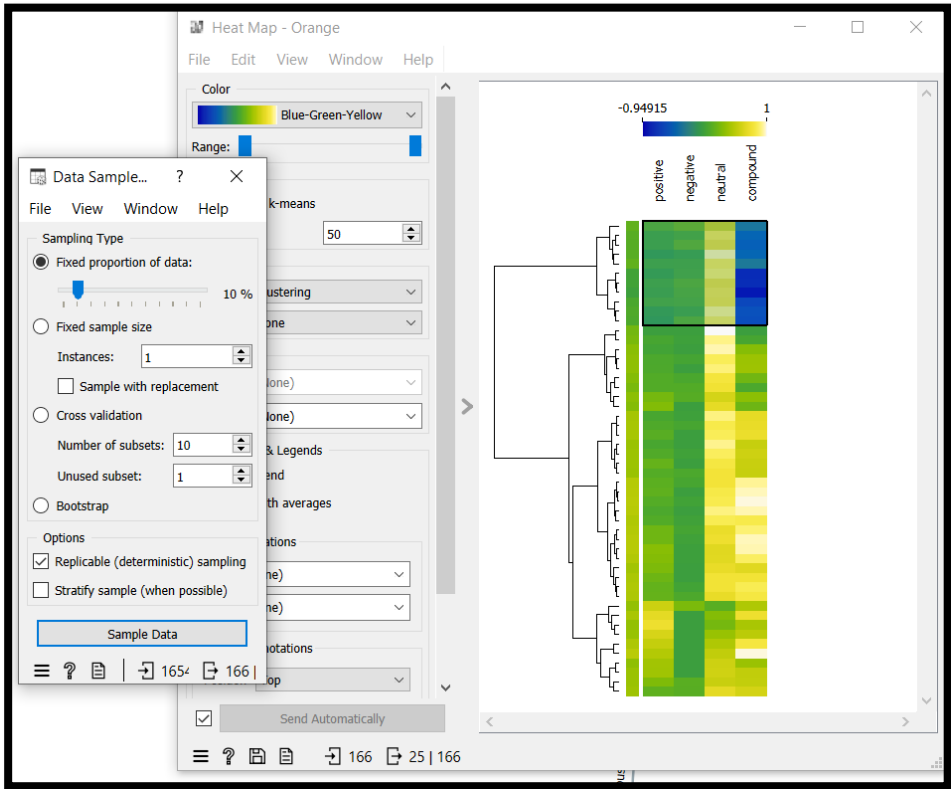 Heat Map - Orange
File Edit View Window Help
Color
Blue-Green-Yellow
Range:
k-means
50
ustering
one
None)
None)
& Legends
end
th averages
ations
ne)
ne)
notations
op
Send Automatically
166 25 | 166
-0.94915 1
positive
negative
neutral
compound
Data Sample... ?
File View Window Help
Sampling Type
Fixed proportion of data:
10 %
Fixed sample size
Instances: 1
Sample with replacement
Cross validation
Number of subsets: 10
Unused subset: 1
Bootstrap
Options
Replicable (deterministic) sampling
Stratify sample (when possible)
Sample Data
? 1654 166 |